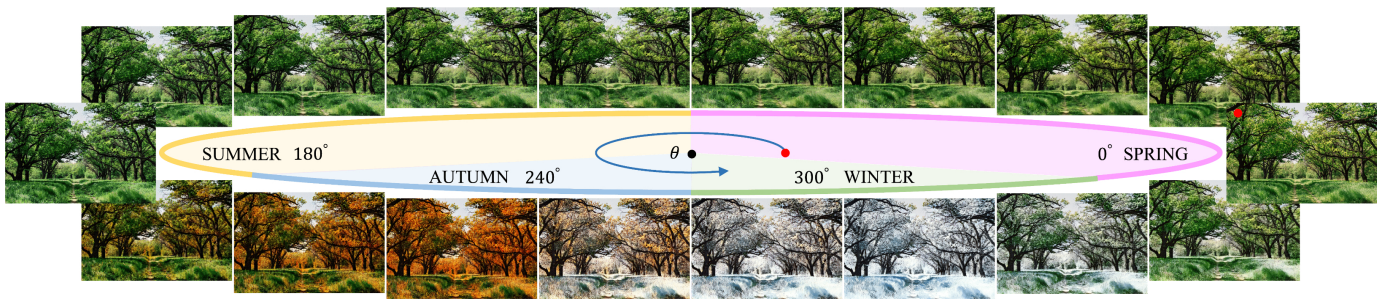 SUMMER 180° θ 0° SPRING
AUTUMN 240° 300° WINTER